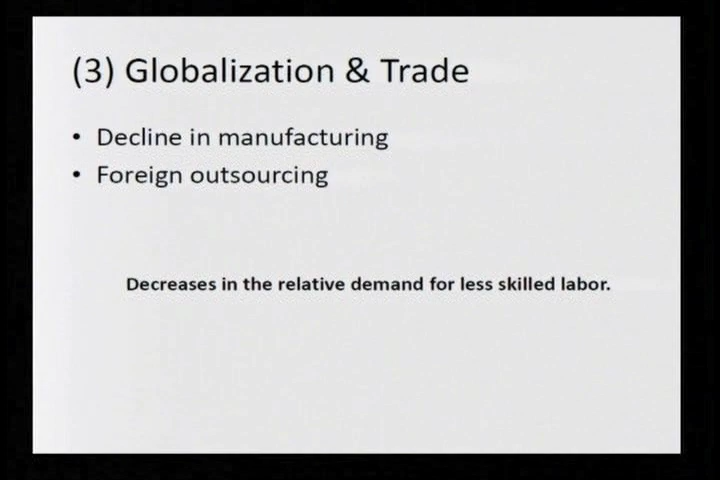 (3) Globalization & Trade
• Decline in manufacturing
• Foreign outsourcing
Decreases in the relative demand for less skilled labor.